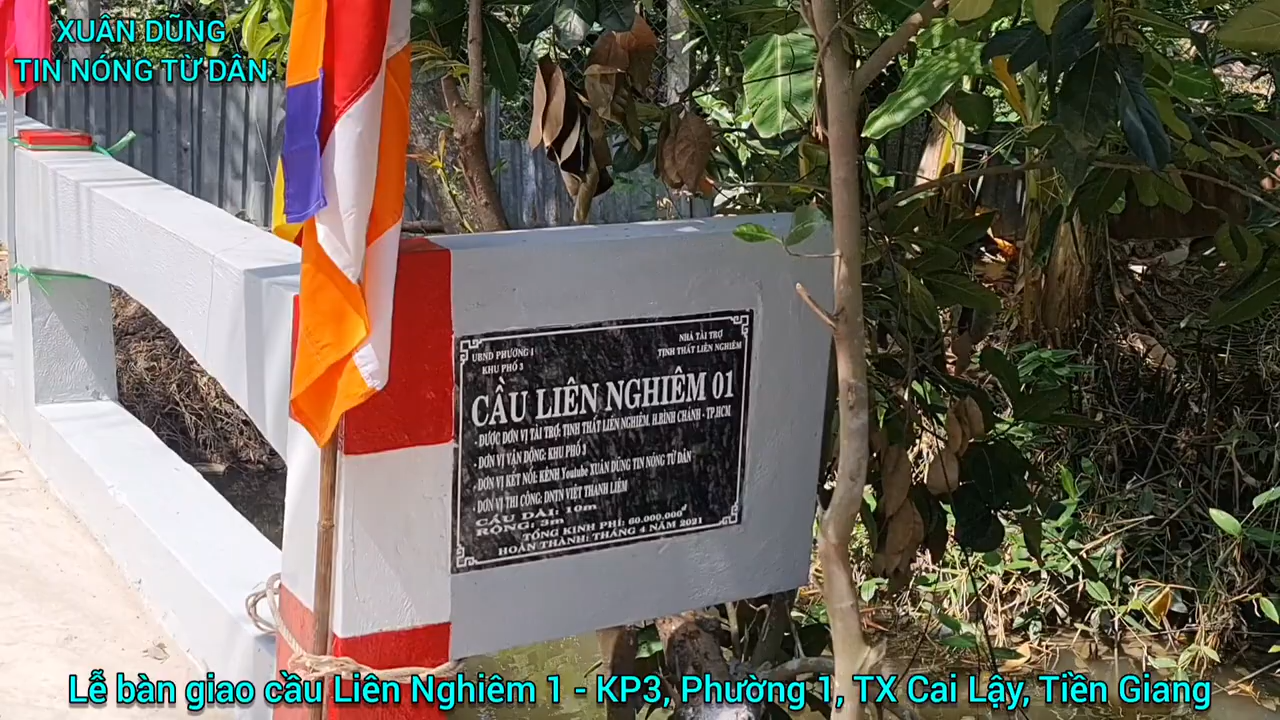 XUÂN DŨNG
TIN NÓNG TỪ DÂN
UBND PHƯỜNG 1
KHU PHỐ 3
NHÀ TÀI TRỢ
TỊNH THẤT LIÊN NGHIÊM
CẦU LIÊN NGHIÊM 01
- ĐƯỢC ĐƠN VỊ TÀI TRỢ: TỊNH THẤT LIÊN NGHIÊM. H.BÌNH CHÁNH - TP.HCM
- ĐƠN VỊ VẬN ĐỘNG: KHU PHỐ 3
- ĐƠN VỊ KẾT NỐI: KÊNH Youtube XUÂN DŨNG TIN NÓNG TỪ DÂN
- ĐƠN VỊ THI CÔNG: DNTN VIỆT THANH LIÊM
CẦU DÀI: 10m
RỘNG: 3m
TỔNG KINH PHÍ: 60.000.000đ
HOÀN THÀNH: THÁNG 4 NĂM 2021
Lễ bàn giao cầu Liên Nghiêm 1 - KP3, Phường 1, TX Cai Lậy, Tiền Giang